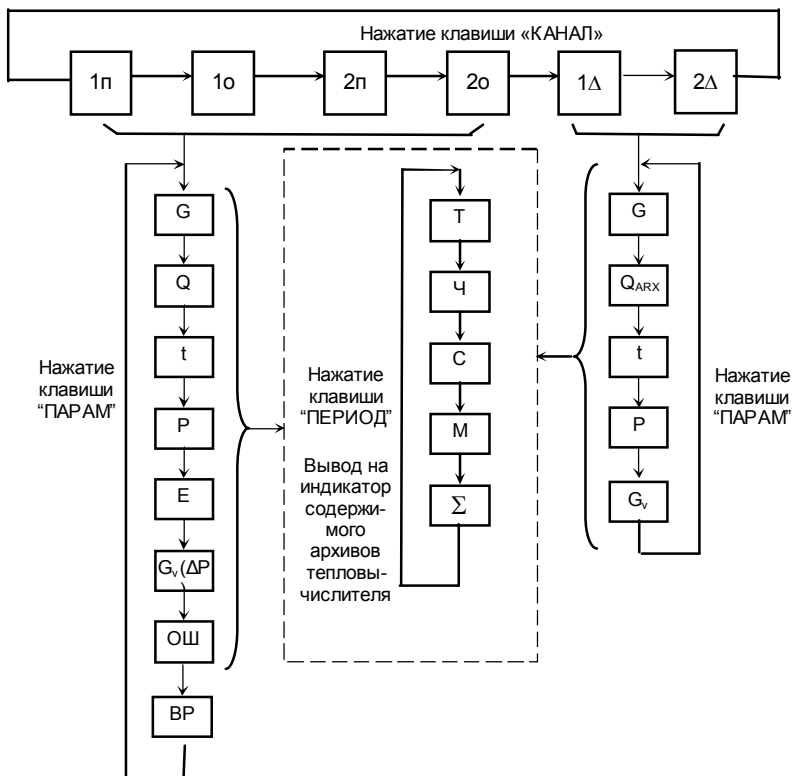 Нажатие клавиши «КАНАЛ»
1п 1о 2п 2о 1Δ 2Δ
G
Q
t
P
E
Gv(ΔP
)
ОШ
ВР
Нажатие
клавиши
“ПАРАМ”
Т
Ч
С
М
Σ
Нажатие
клавиши
“ПЕРИОД”
Вывод на
индикатор
содержи-
мого
архивов
тепловы-
числителя
G
QARX
t
P
Gv
Нажатие
клавиши
“ПАРАМ”